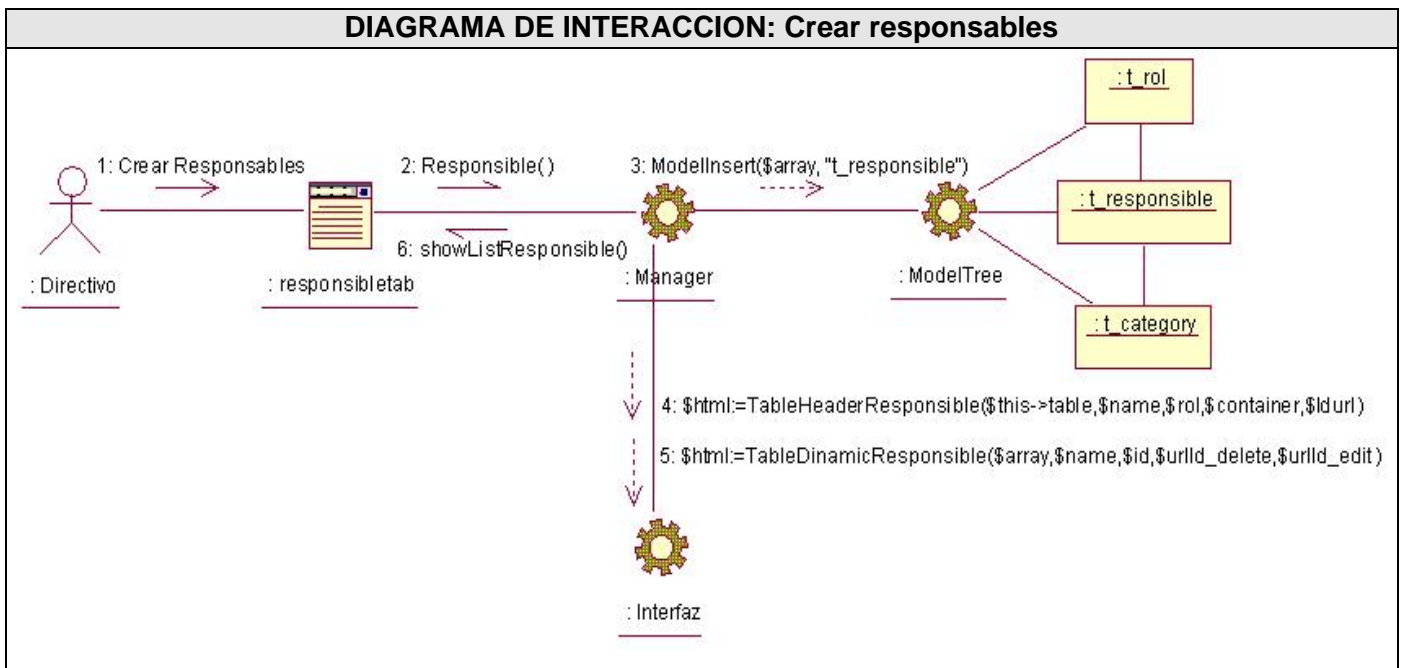 DIAGRAMA DE INTERACCION: Crear responsables
: t_rol
1: Crear Responsables
2: Responsible()
3: ModelInsert($array, "t_responsible")
: t_responsible
6: showListResponsible()
: Directivo
: responsibletab
: Manager
: ModelTree
: t_category
4: $html:=TableHeaderResponsible($this->table,$name,$rol,$container,$Idurl)
5: $html:=TableDinamicResponsible($array,$name,$id,$urlId_delete,$urlId_edit)
: Interfaz